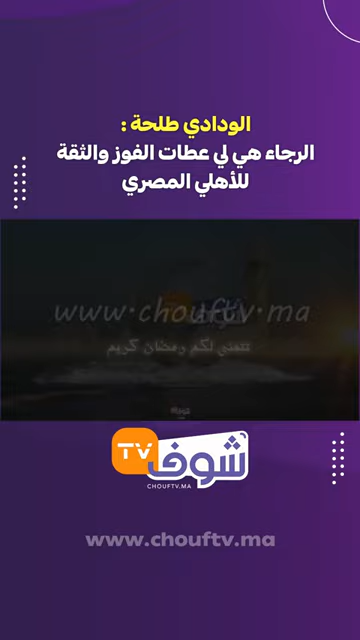 الودادي طلحة :
الرجاء هي لي عطات الفوز والثقة
للأهلي المصري
www.chouftv.ma
تتمنى لكم رمضان كريم
TV شوف
CHOUFTV.MA
www.chouftv.ma